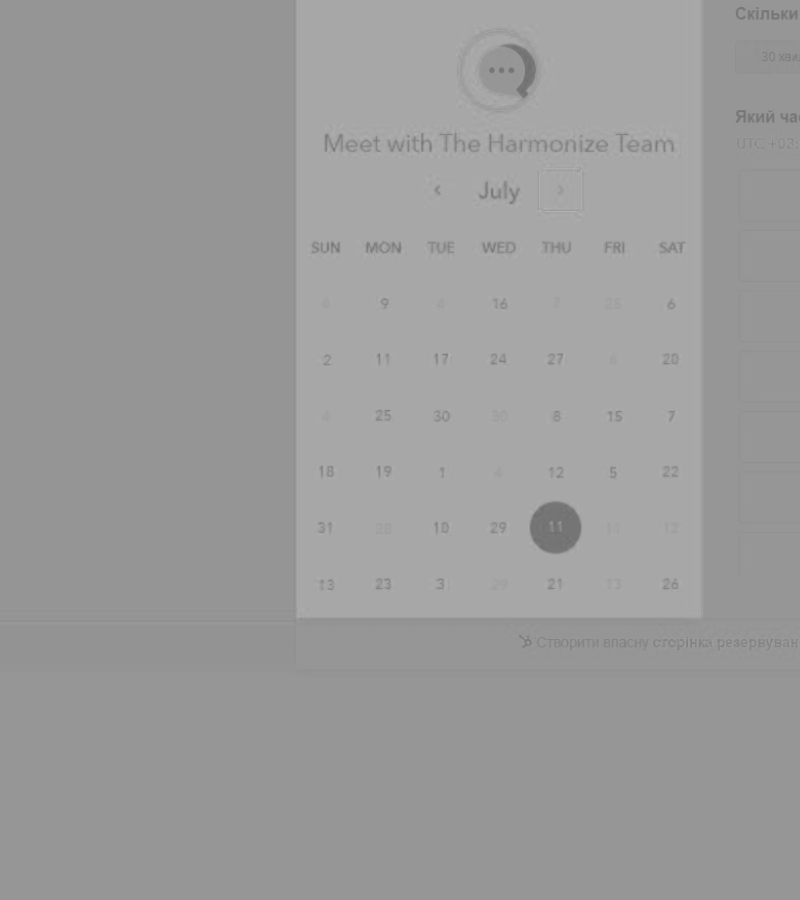 Meet with The Harmonize Team
‹ July ›
SUN MON TUE WED THU FRI SAT
9 4 16 7 25 6
2 11 17 24 27 6 20
4 25 30 30 8 15 7
18 19 1 4 12 5 22
31 28 10 29 11 14 12
13 23 3 29 21 13 26
Скільки
30 хви
Який час
UTC +03:
Створити власну сторінка резервуван